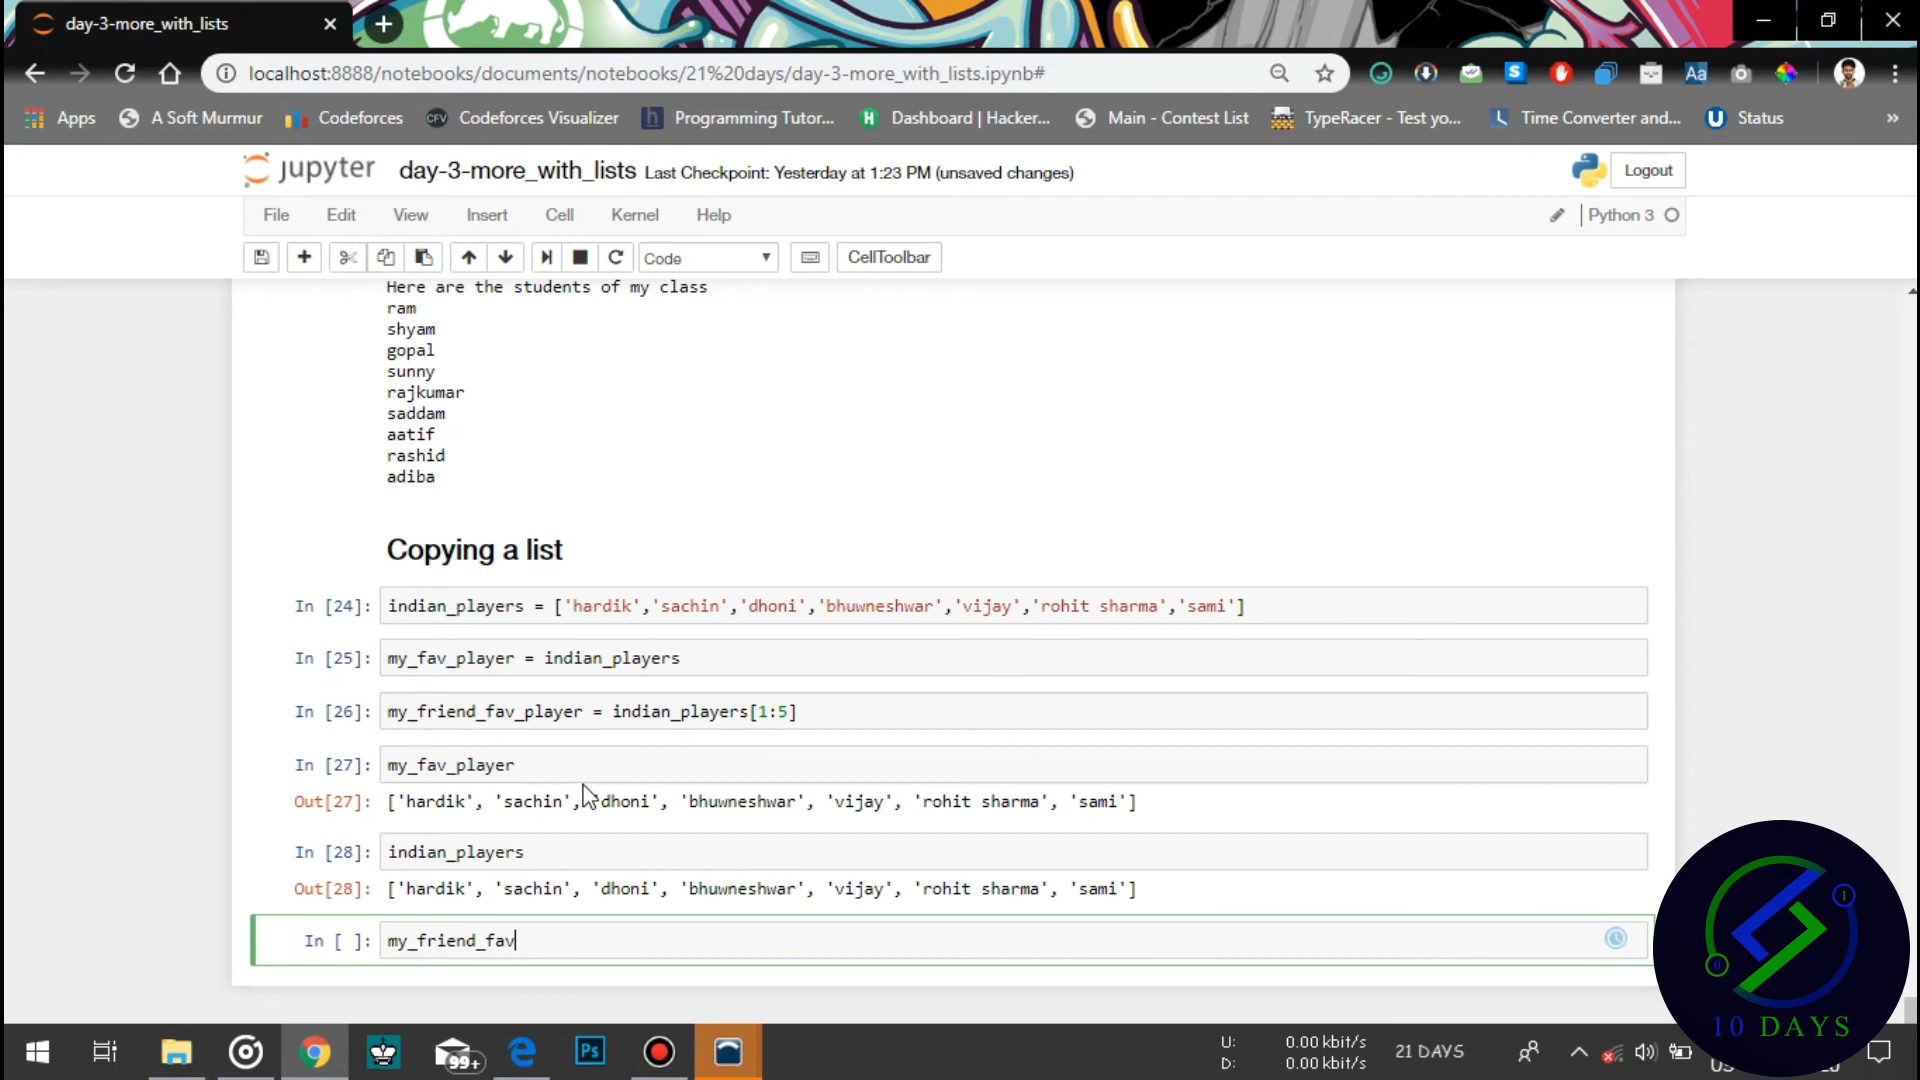 day-3-more_with_lists
localhost:8888/notebooks/documents/notebooks/21%20days/day-3-more_with_lists.ipynb#
Apps A Soft Murmur Codeforces CFV Codeforces Visualizer h Programming Tutor... H Dashboard | Hacker... Main - Contest List TypeRacer - Test yo... Time Converter and... U Status »
jupyter day-3-more_with_lists Last Checkpoint: Yesterday at 1:23 PM (unsaved changes) Logout
File Edit View Insert Cell Kernel Help Python 3
Code CellToolbar
Here are the students of my class
ram
shyam
gopal
sunny
rajkumar
saddam
aatif
rashid
adiba
Copying a list
In [24]: indian_players = ['hardik','sachin','dhoni','bhuwneshwar','vijay','rohit sharma','sami']
In [25]: my_fav_player = indian_players
In [26]: my_friend_fav_player = indian_players[1:5]
In [27]: my_fav_player
Out[27]: ['hardik', 'sachin', 'dhoni', 'bhuwneshwar', 'vijay', 'rohit sharma', 'sami']
In [28]: indian_players
Out[28]: ['hardik', 'sachin', 'dhoni', 'bhuwneshwar', 'vijay', 'rohit sharma', 'sami']
In [ ]: my_friend_fav
10 DAYS
99+ Ps U: 0.00 kbit/s
D: 0.00 kbit/s
21 DAYS